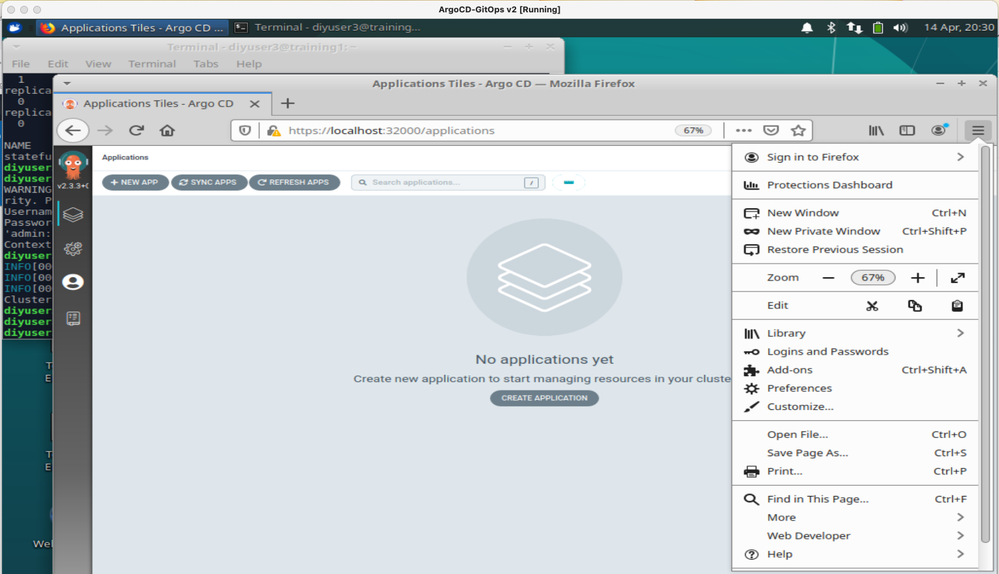 ArgoCD-GitOps v2 [Running]
Applications Tiles - Argo CD ...
Terminal - diyuser3@training...
14 Apr, 20:30
Terminal - diyuser3@training1: ~
File Edit View Terminal Tabs Help
1
replica
0
replica
0
NAME
statefu
diyuser
diyuser
WARNING
rity. P
Usernam
Passwor
'admin:
Context
diyuser
INFO[00
INFO[00
INFO[00
Cluster
diyuser
diyuser
diyuser
Applications Tiles - Argo CD — Mozilla Firefox
Applications Tiles - Argo CD
https://localhost:32000/applications
67%
v2.3.3+
Applications
NEW APP
SYNC APPS
REFRESH APPS
Search applications...
/
No applications yet
Create new application to start managing resources in your cluste
CREATE APPLICATION
Sign in to Firefox
Protections Dashboard
New Window Ctrl+N
New Private Window Ctrl+Shift+P
Restore Previous Session
Zoom 67%
Edit
Library
Logins and Passwords
Add-ons Ctrl+Shift+A
Preferences
Customize...
Open File... Ctrl+O
Save Page As... Ctrl+S
Print... Ctrl+P
Find in This Page... Ctrl+F
More
Web Developer
Help
T
E
T
E
Wel